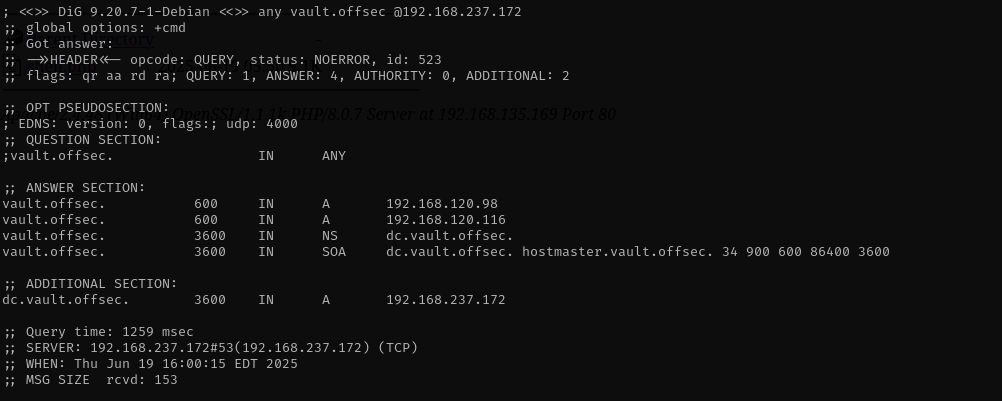 ; <<>> DiG 9.20.7-1-Debian <<>> any vault.offsec @192.168.237.172
;; global options: +cmd
;; Got answer:
;; ->>HEADER<<- opcode: QUERY, status: NOERROR, id: 523
;; flags: qr aa rd ra; QUERY: 1, ANSWER: 4, AUTHORITY: 0, ADDITIONAL: 2
;; OPT PSEUDOSECTION:
OpenSSL/1.1.1k PHP/8.0.7 Server at 192.168.135.169 Port 80
; EDNS: version: 0, flags:; udp: 4000
;; QUESTION SECTION:
;vault.offsec. IN ANY
;; ANSWER SECTION:
vault.offsec. 600 IN A 192.168.120.98
vault.offsec. 600 IN A 192.168.120.116
vault.offsec. 3600 IN NS dc.vault.offsec.
vault.offsec. 3600 IN SOA dc.vault.offsec. hostmaster.vault.offsec. 34 900 600 86400 3600
;; ADDITIONAL SECTION:
dc.vault.offsec. 3600 IN A 192.168.237.172
;; Query time: 1259 msec
;; SERVER: 192.168.237.172#53(192.168.237.172) (TCP)
;; WHEN: Thu Jun 19 16:00:15 EDT 2025
;; MSG SIZE rcvd: 153